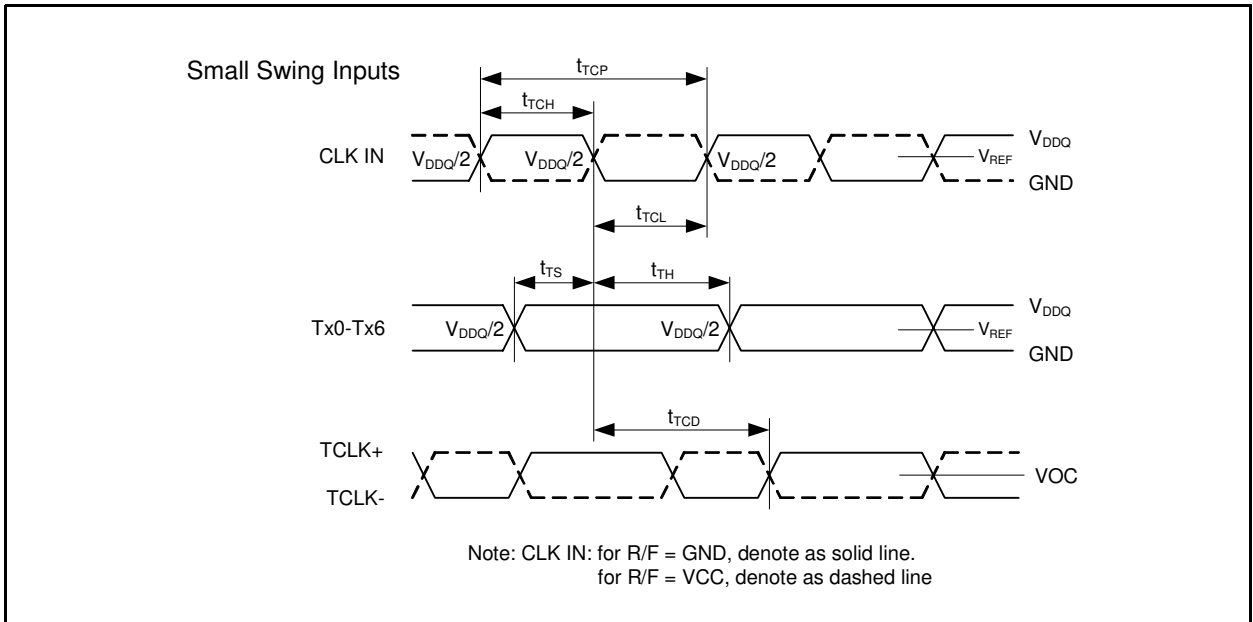 Small Swing Inputs
tTCP
tTCH
CLK IN
VDDQ/2
VDDQ/2
VDDQ/2
VDDQ
VREF
GND
tTCL
tTS
tTH
Tx0-Tx6
VDDQ/2
VDDQ/2
VDDQ
VREF
GND
tTCD
TCLK+
TCLK-
VOC
Note: CLK IN: for R/F = GND, denote as solid line.
for R/F = VCC, denote as dashed line